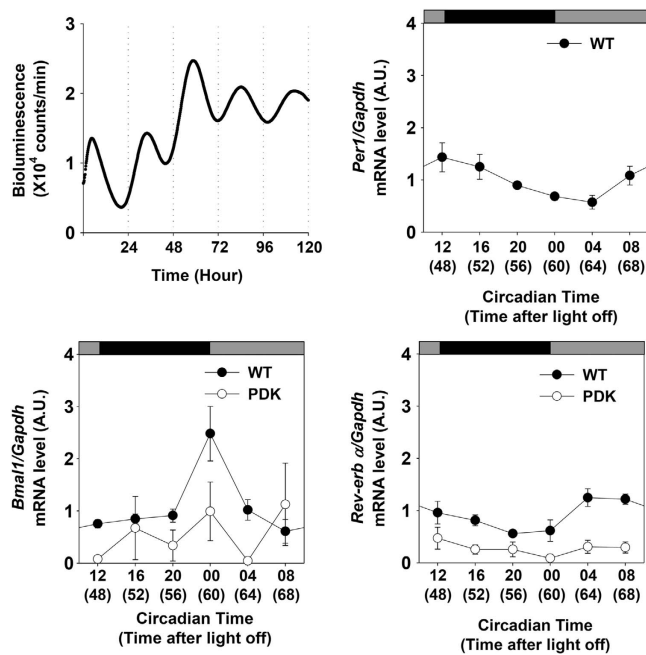 Bioluminescence
(X10⁴ counts/min)
3
2
1
0
24 48 72 96 120
Time (Hour)
Per1/Gapdh
mRNA level (A.U.)
4
3
2
1
0
WT
12 16 20 00 04 08
(48) (52) (56) (60) (64) (68)
Circadian Time
(Time after light off)
Bmal1/Gapdh
mRNA level (A.U.)
4
3
2
1
0
WT
PDK
12 16 20 00 04 08
(48) (52) (56) (60) (64) (68)
Circadian Time
(Time after light off)
Rev-erb α/Gapdh
mRNA level (A.U.)
4
3
2
1
0
WT
PDK
12 16 20 00 04 08
(48) (52) (56) (60) (64) (68)
Circadian Time
(Time after light off)